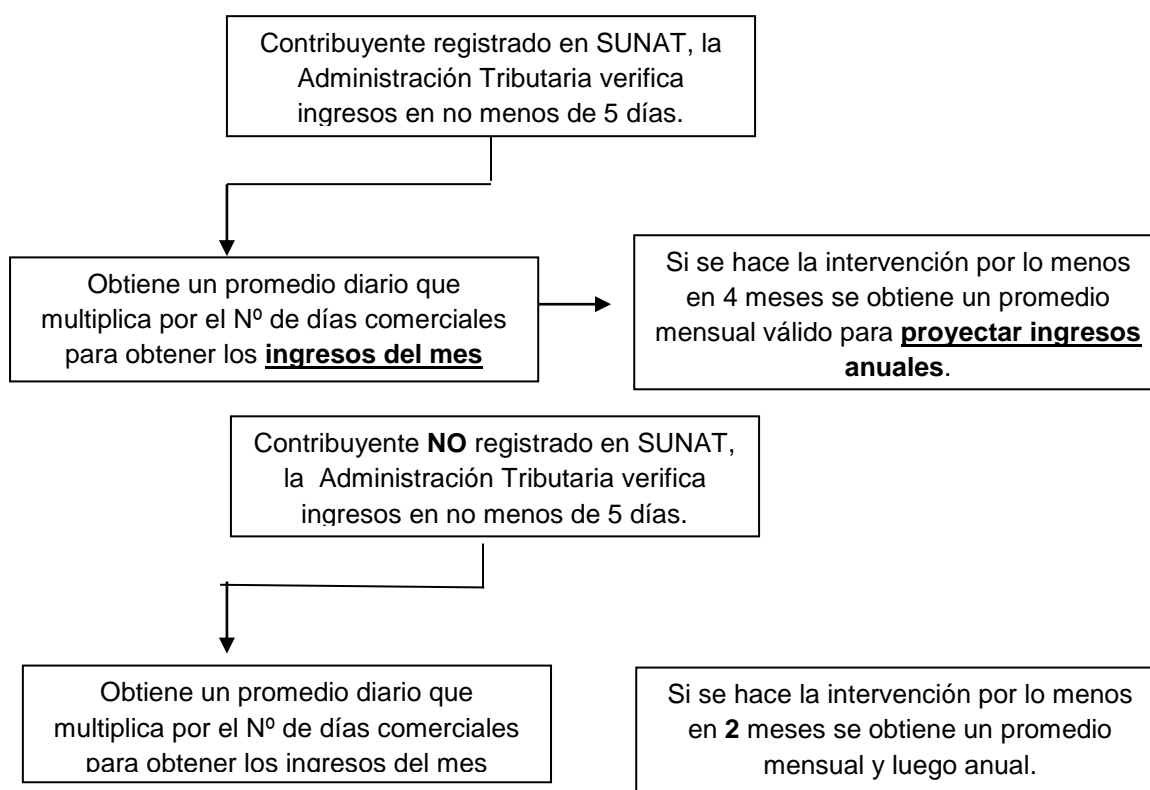 Contribuyente registrado en SUNAT, la
Administración Tributaria verifica
ingresos en no menos de 5 días.
Obtiene un promedio diario que
multiplica por el Nº de días comerciales
para obtener los ingresos del mes
Si se hace la intervención por lo menos
en 4 meses se obtiene un promedio
mensual válido para proyectar ingresos
anuales.
Contribuyente NO registrado en SUNAT,
la Administración Tributaria verifica
ingresos en no menos de 5 días.
Obtiene un promedio diario que
multiplica por el Nº de días comerciales
para obtener los ingresos del mes
Si se hace la intervención por lo menos
en 2 meses se obtiene un promedio
mensual y luego anual.